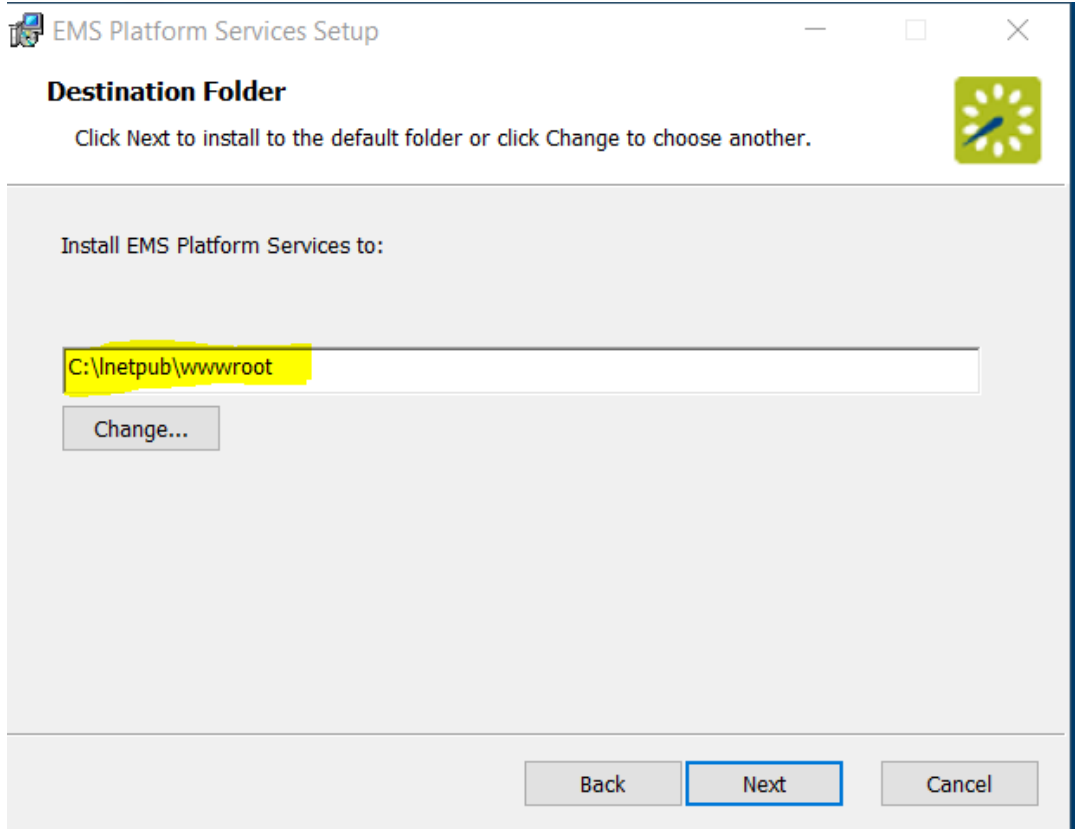 EMS Platform Services Setup
Destination Folder
Click Next to install to the default folder or click Change to choose another.
Install EMS Platform Services to:
C:\Inetpub\wwwroot
Change...
Back
Next
Cancel